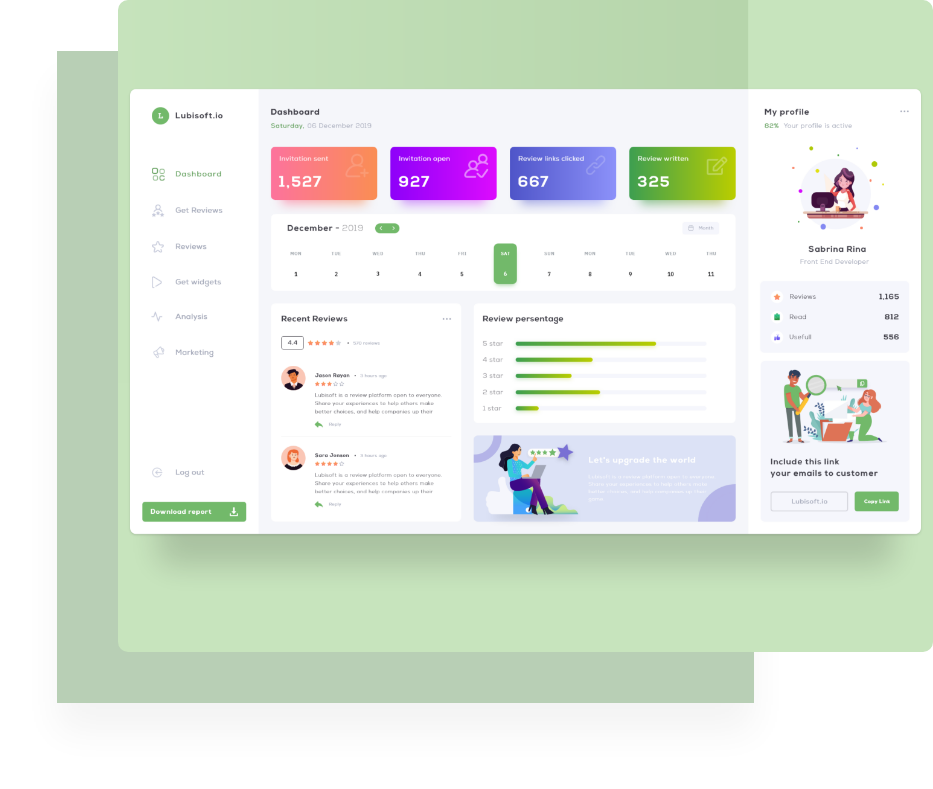 L.
Lubisoft.io
Dashboard
Get Reviews
Reviews
Get widgets
Analysis
Marketing
Log out
Download report
Dashboard
Saturday, 06 December 2019
Invitation sent
1,527
Invitation open
927
Review links clicked
667
Review written
325
December - 2019
Month
MON TUE WED THU FRI SAT SUN MON TUE WED THU
1 2 3 4 5 6 7 8 9 10 11
Recent Reviews
4.4 • 570 reviews
Jason Rayan • 3 hours ago
Lubisoft is a review platform open to everyone.
Share your experiences to help others make
better choices, and help companies up their
Reply
Sara Jonson • 3 hours ago
Lubisoft is a review platform open to everyone.
Share your experiences to help others make
better choices, and help companies up their
Reply
Review persentage
5 star
4 star
3 star
2 star
1 star
Let's upgrade the world
My profile
82% Your profile is active
Sabrina Rina
Front End Developer
Reviews 1,165
Read 812
Usefull 556
Include this link
your emails to customer
Lubisoft.io
Copy Link